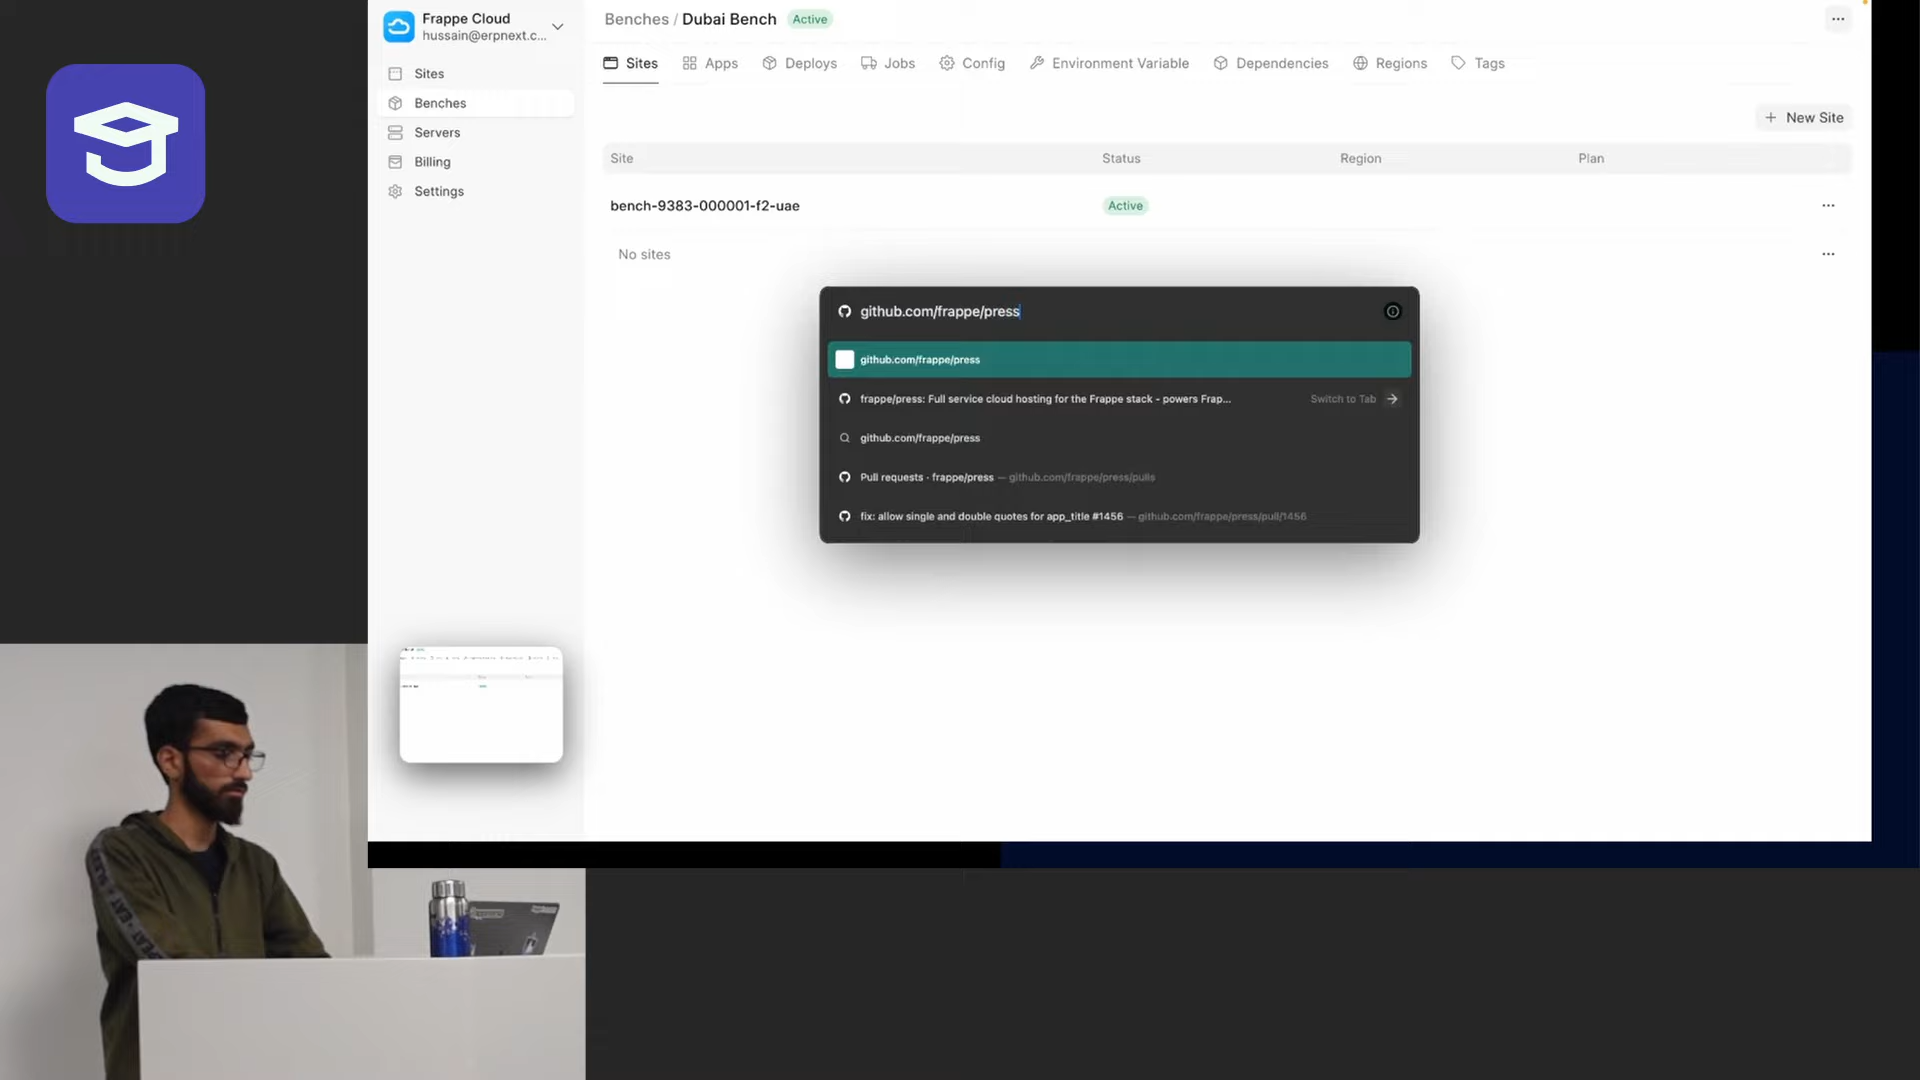 Frappe Cloud
hussain@erpnext.c...
Sites
Benches
Servers
Billing
Settings
Benches / Dubai Bench Active
Sites Apps Deploys Jobs Config Environment Variable Dependencies Regions Tags
New Site
Site Status Region Plan
bench-9383-000001-f2-uae Active
No sites
github.com/frappe/press
github.com/frappe/press
frappe/press: Full service cloud hosting for the Frappe stack - powers Frap... Switch to Tab
github.com/frappe/press
Pull requests · frappe/press — github.com/frappe/press/pulls
fix: allow single and double quotes for app_title #1456 — github.com/frappe/press/pull/1456